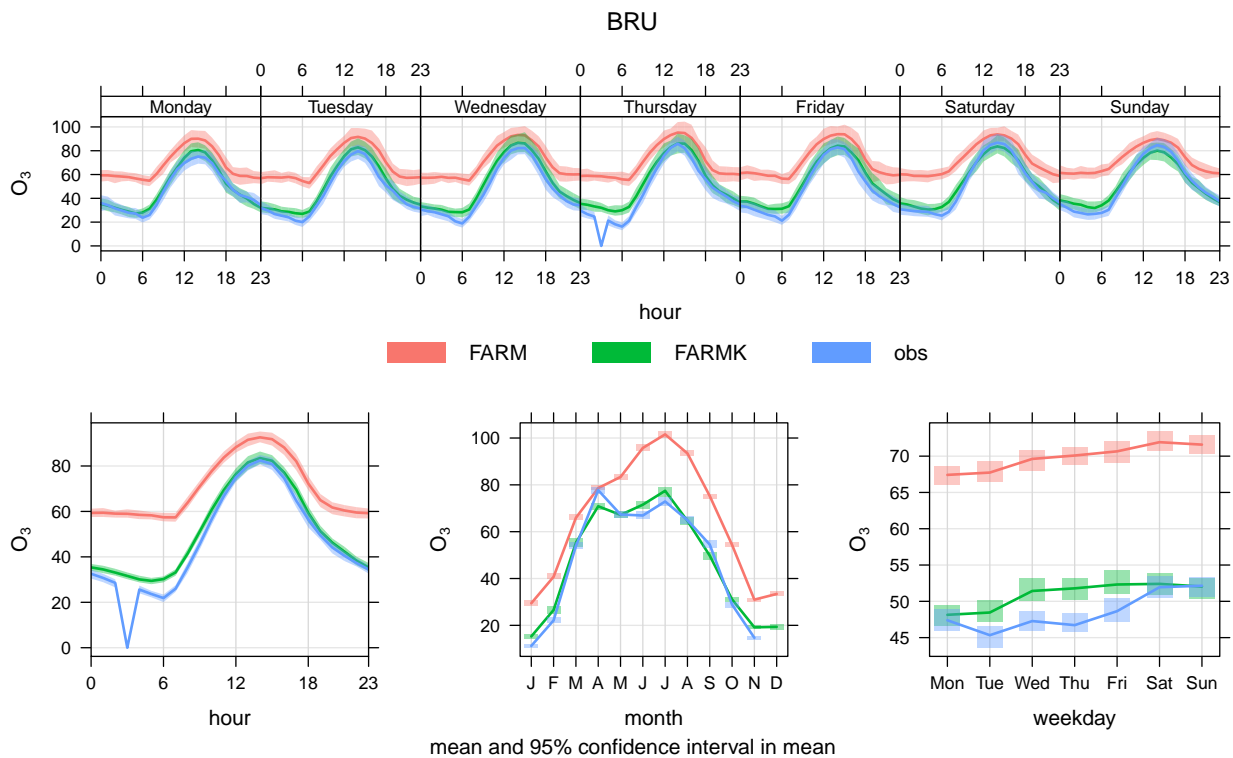 BRU
0 6 12 18 23 0 6 12 18 23 0 6 12 18 23
Monday Tuesday Wednesday Thursday Friday Saturday Sunday
100
80
60
40
20
0
O₃
0 6 12 18 23 0 6 12 18 23 0 6 12 18 23 0 6 12 18 23
hour
FARM FARMK obs
80
60
40
20
0
O₃
0 6 12 18 23
hour
100
80
60
40
20
O₃
J F M A M J J A S O N D
month
70
65
60
55
50
45
O₃
Mon Tue Wed Thu Fri Sat Sun
weekday
mean and 95% confidence interval in mean